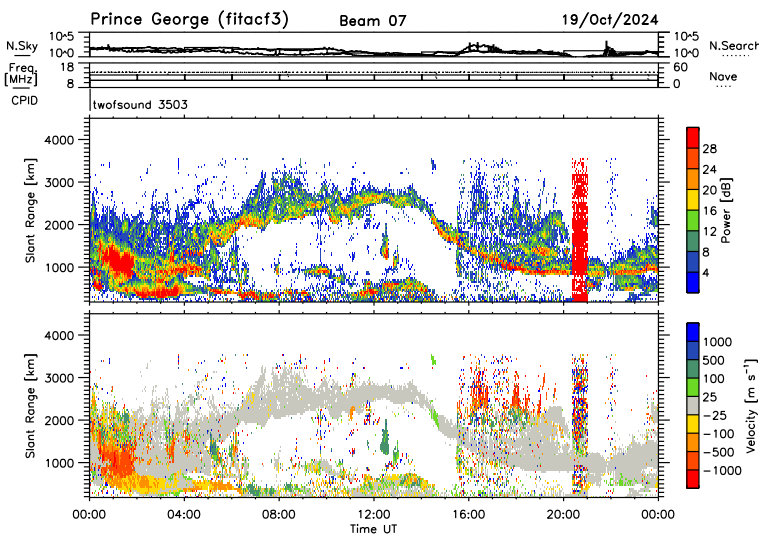 Prince George (fitacf3) Beam 07 19/Oct/2024
N.Sky 10^5 10^0 10^5 10^0 N.Search
Freq [MHz] 18 8 60 0 Nave
CPID twofsound 3503
Slant Range [km] 4000 3000 2000 1000
Power [dB] 28 24 20 16 12 8 4
Slant Range [km] 4000 3000 2000 1000
Velocity [m s^-1] 1000 500 100 25 -25 -100 -500 -1000
00:00 04:00 08:00 12:00 16:00 20:00 00:00
Time UT